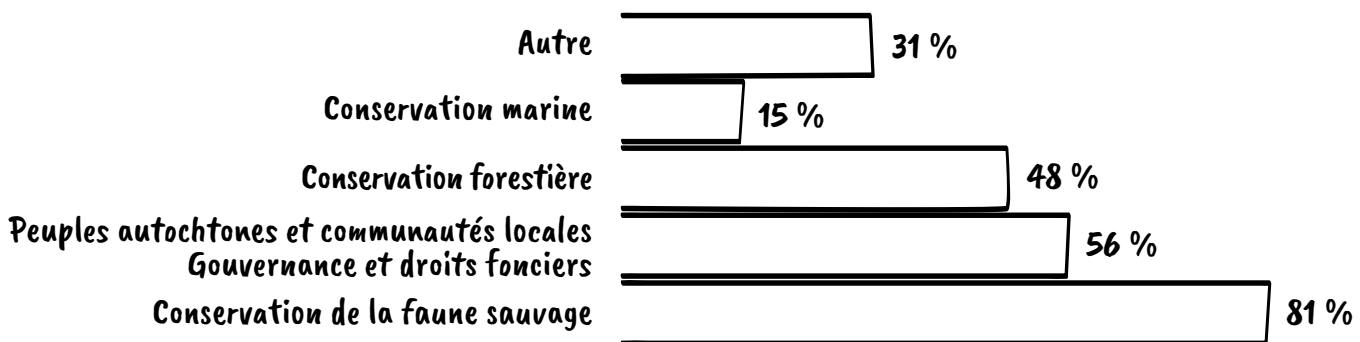 Autre
31 %
Conservation marine
15 %
Conservation forestière
48 %
Peuples autochtones et communautés locales
Gouvernance et droits fonciers
56 %
Conservation de la faune sauvage
81 %